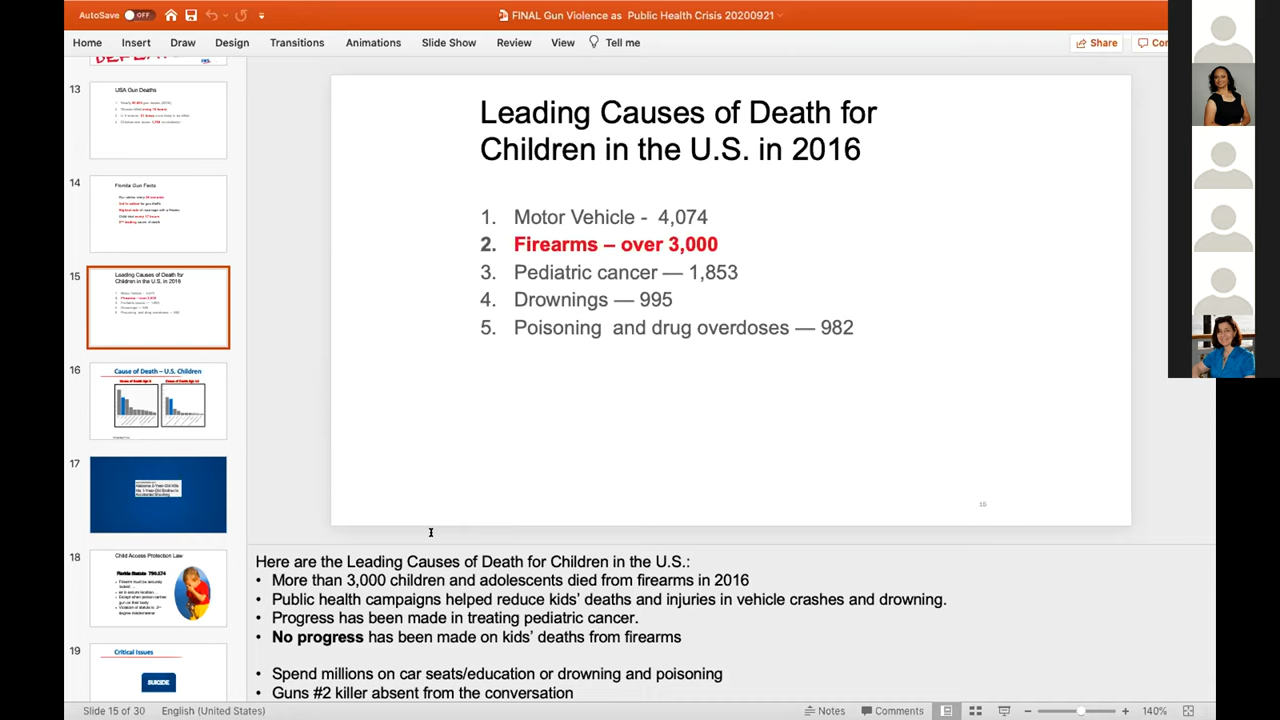 AutoSave OFF
FINAL Gun Violence as Public Health Crisis 20200921
Home Insert Draw Design Transitions Animations Slide Show Review View Tell me
Share Con
13
USA Gun Deaths
14
Florida Gun Facts
15
Leading Causes of Death for
Children in the U.S. in 2016
16
Cause of Death – U.S. Children
17
18
Child Access Protection Law
19
Critical Issues
SUICIDE
Leading Causes of Death for
Children in the U.S. in 2016
1. Motor Vehicle - 4,074
2. Firearms – over 3,000
3. Pediatric cancer — 1,853
4. Drownings — 995
5. Poisoning and drug overdoses — 982
15
Here are the Leading Causes of Death for Children in the U.S.:
• More than 3,000 children and adolescents died from firearms in 2016
• Public health campaigns helped reduce kids' deaths and injuries in vehicle crashes and drowning.
• Progress has been made in treating pediatric cancer.
• No progress has been made on kids' deaths from firearms
• Spend millions on car seats/education or drowning and poisoning
• Guns #2 killer absent from the conversation
Slide 15 of 30 English (United States) Notes Comments 140%